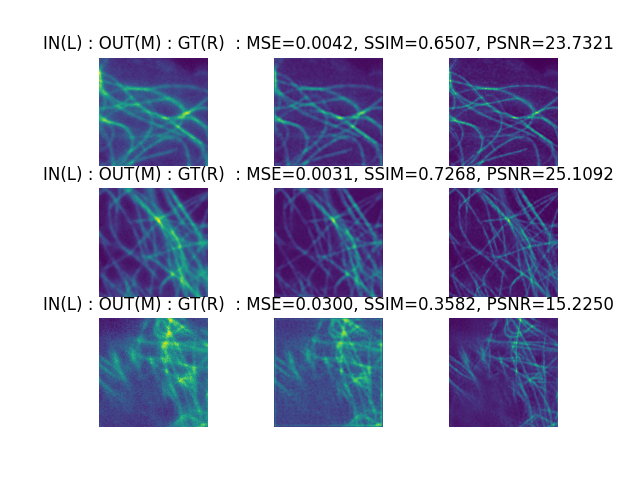 IN(L) : OUT(M) : GT(R)  : MSE=0.0042, SSIM=0.6507, PSNR=23.7321
IN(L) : OUT(M) : GT(R)  : MSE=0.0031, SSIM=0.7268, PSNR=25.1092
IN(L) : OUT(M) : GT(R)  : MSE=0.0300, SSIM=0.3582, PSNR=15.2250